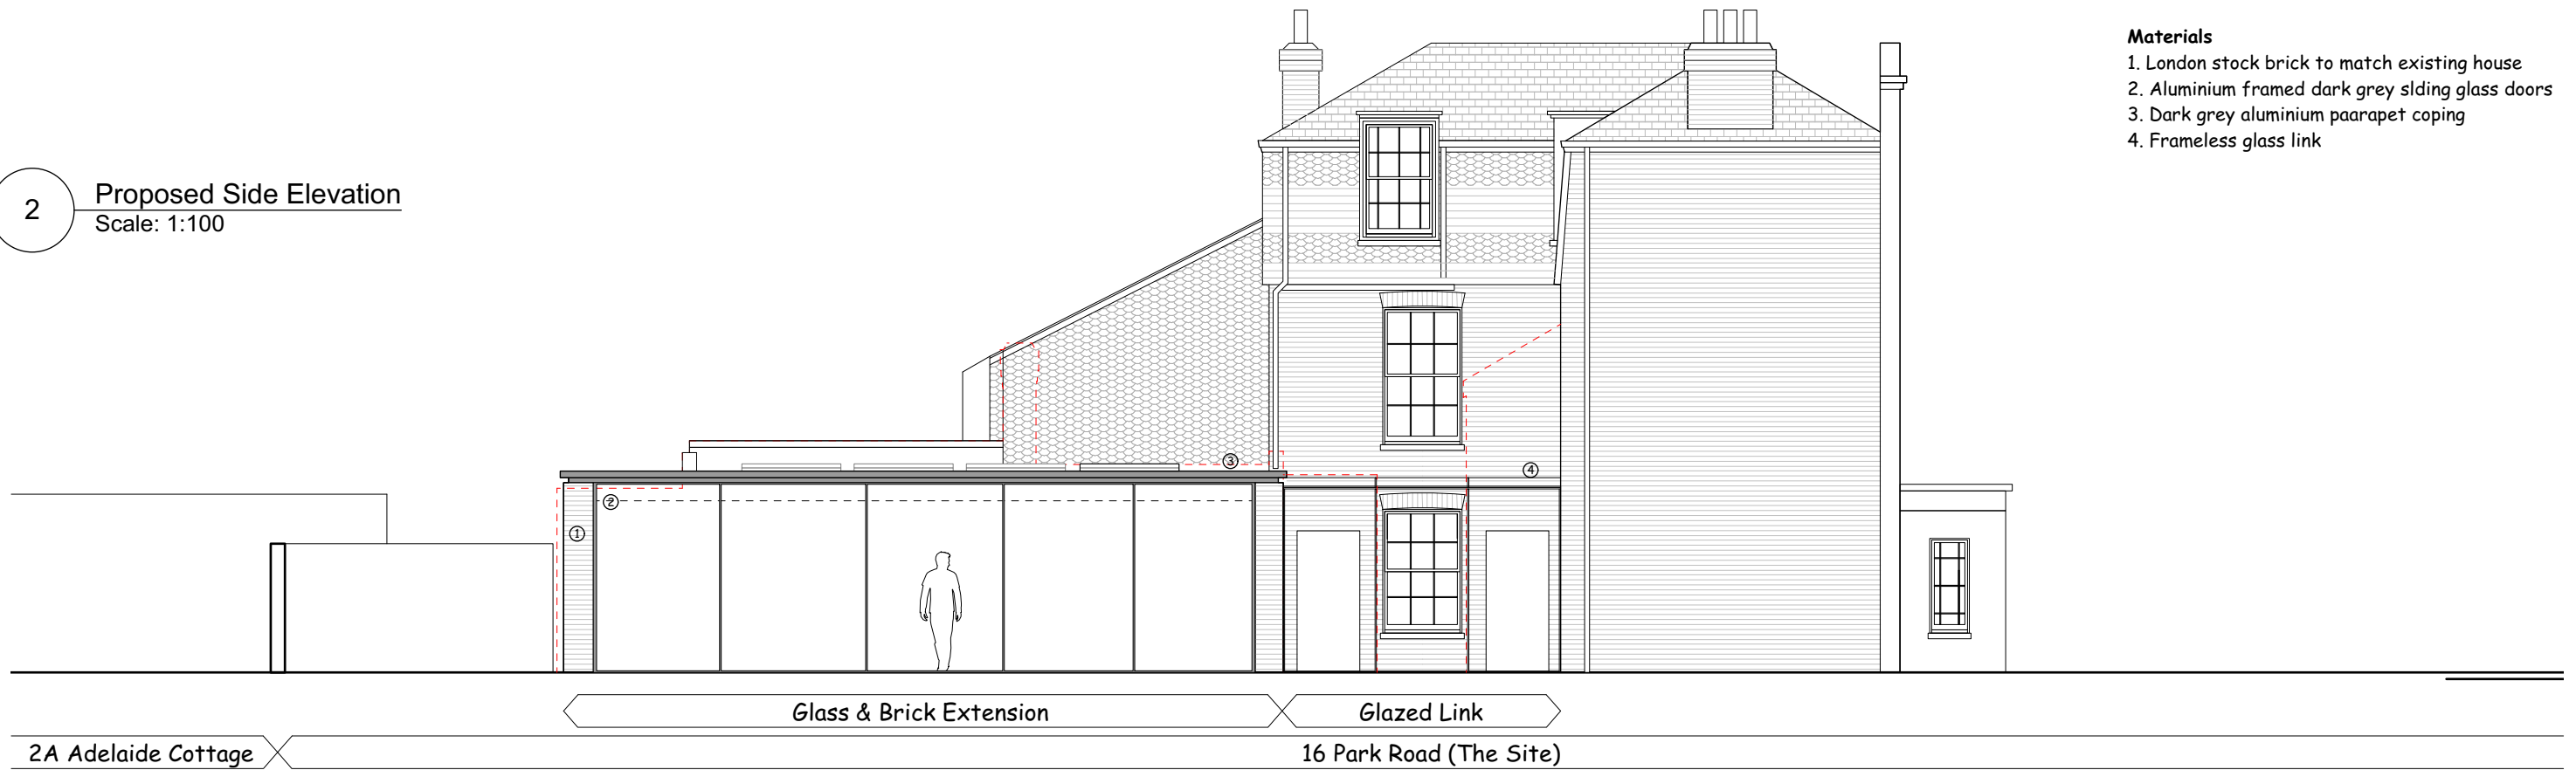 Materials
1. London stock brick to match existing house
2. Aluminium framed dark grey slding glass doors
3. Dark grey aluminium paarapet coping
4. Frameless glass link
2
Proposed Side Elevation
Scale: 1:100
3
4
2
1
Glass & Brick Extension
Glazed Link
2A Adelaide Cottage
16 Park Road (The Site)